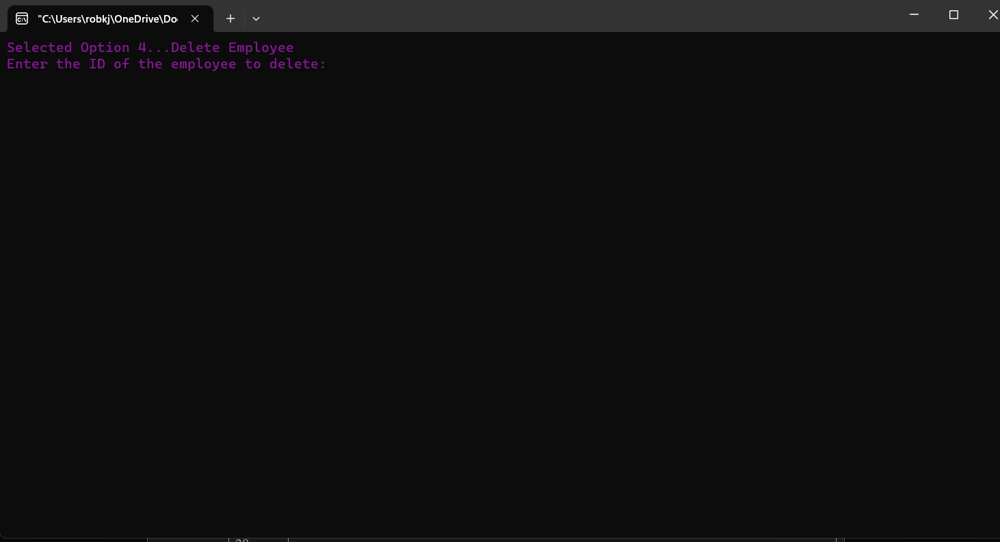 "C:\Users\robkj\OneDrive\Do
Selected Option 4...Delete Employee
Enter the ID of the employee to delete: